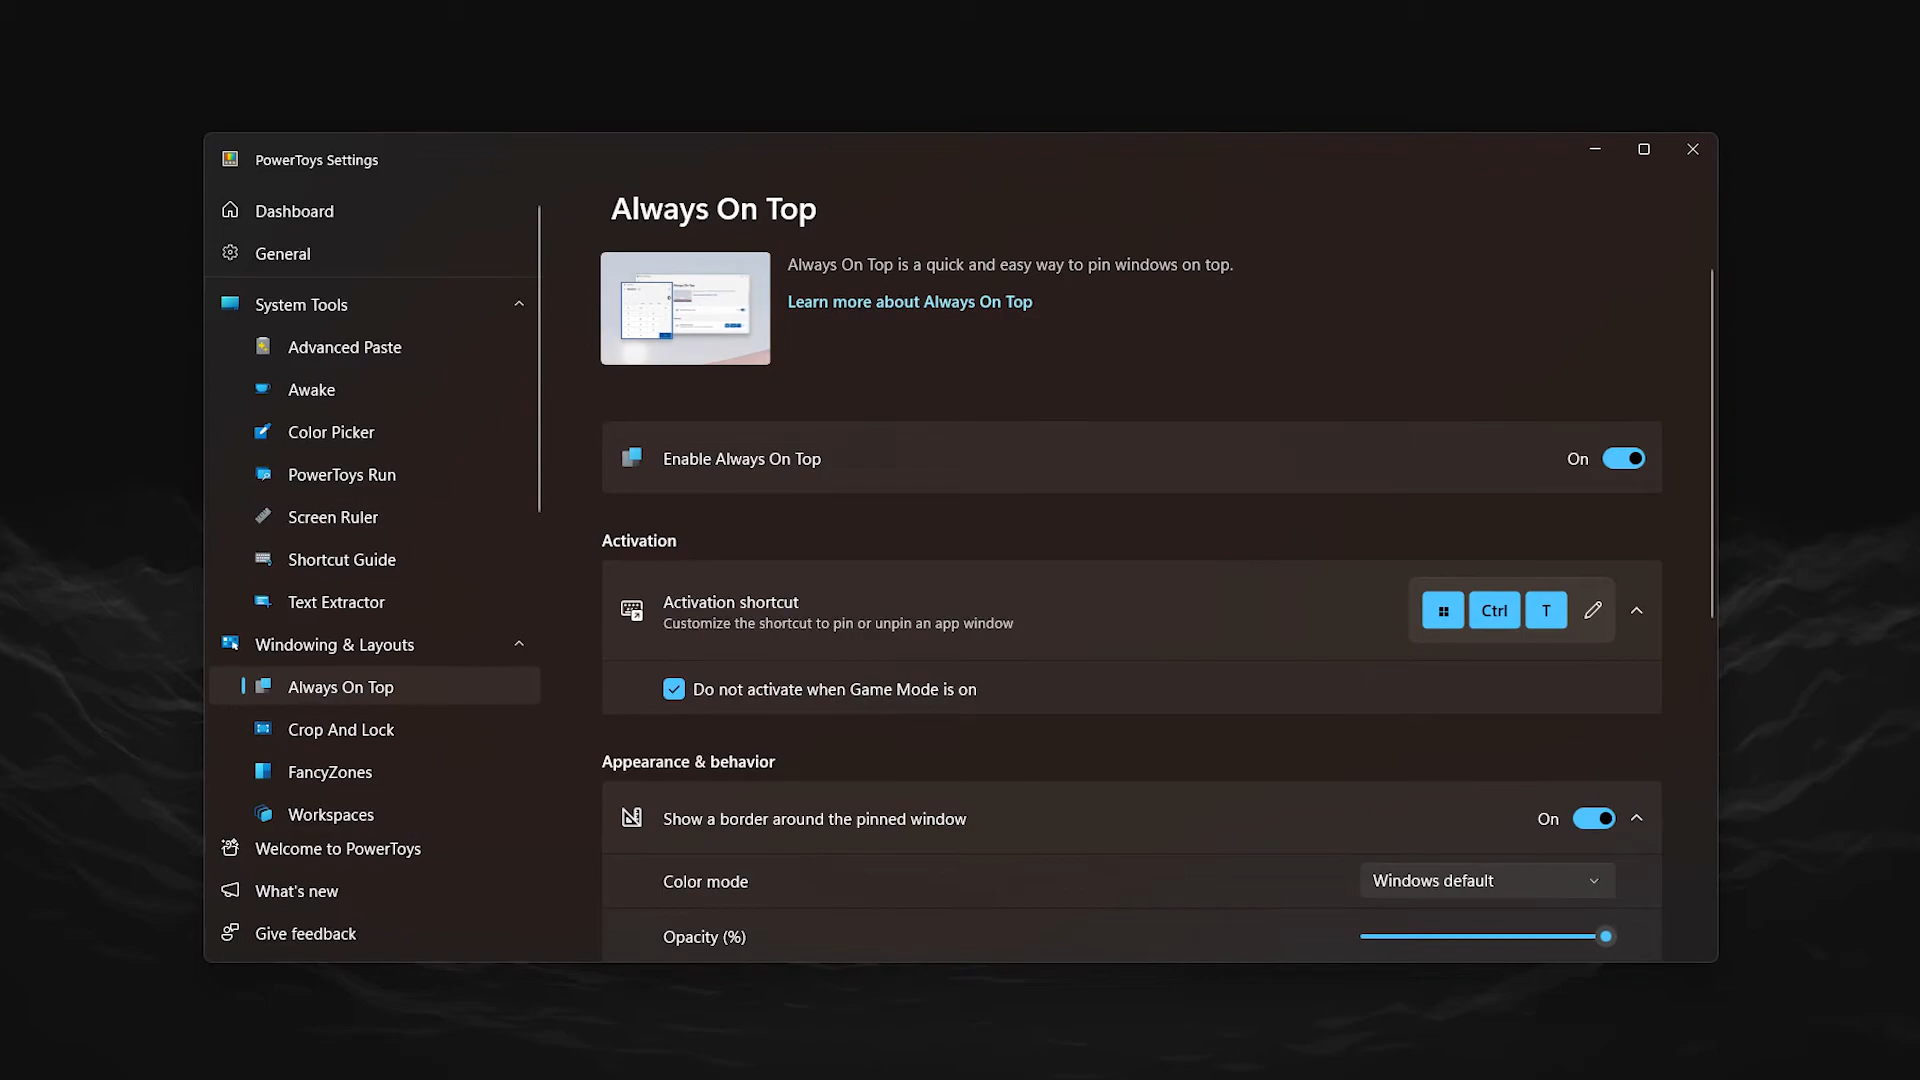 PowerToys Settings
Dashboard
General
System Tools
Advanced Paste
Awake
Color Picker
PowerToys Run
Screen Ruler
Shortcut Guide
Text Extractor
Windowing & Layouts
Always On Top
Crop And Lock
FancyZones
Workspaces
Welcome to PowerToys
What's new
Give feedback
Always On Top
Always On Top is a quick and easy way to pin windows on top.
Learn more about Always On Top
Enable Always On Top
On
Activation
Activation shortcut
Customize the shortcut to pin or unpin an app window
Ctrl
T
Do not activate when Game Mode is on
Appearance & behavior
Show a border around the pinned window
On
Color mode
Windows default
Opacity (%)